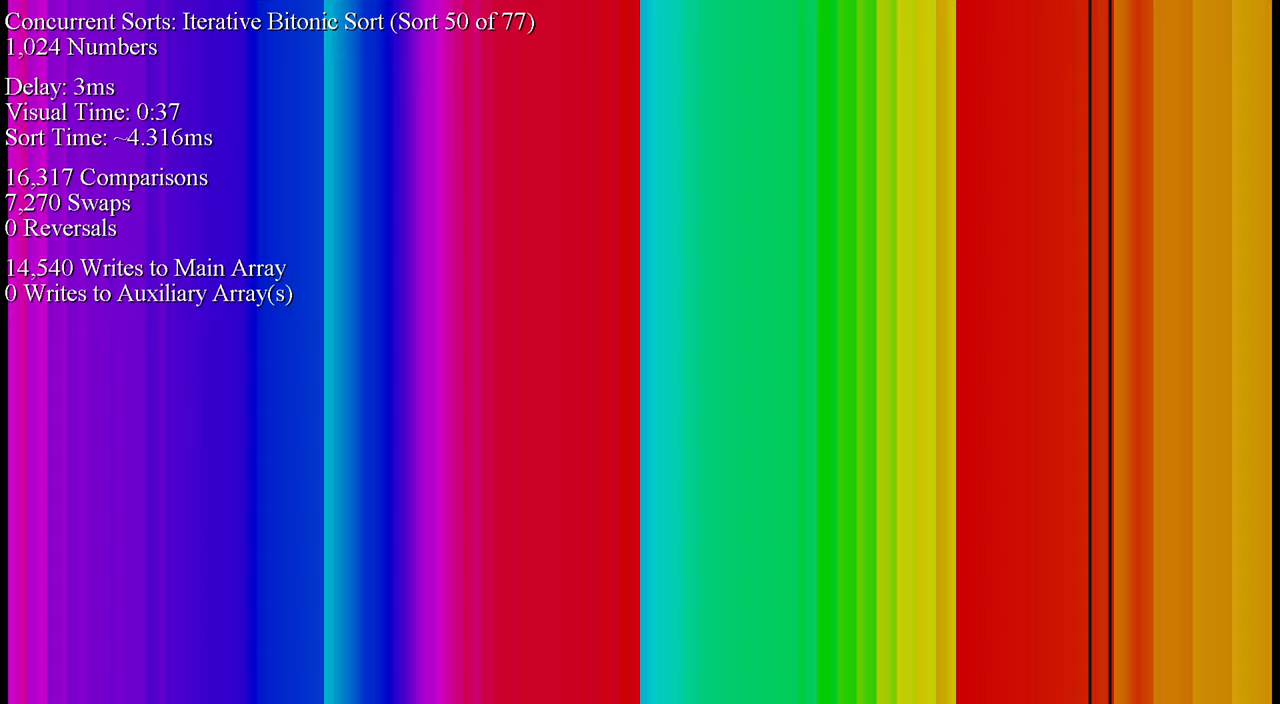 Concurrent Sorts: Iterative Bitonic Sort (Sort 50 of 77)
1,024 Numbers
Delay: 3ms
Visual Time: 0:37
Sort Time: ~4.316ms
16,317 Comparisons
7,270 Swaps
0 Reversals
14,540 Writes to Main Array
0 Writes to Auxiliary Array(s)